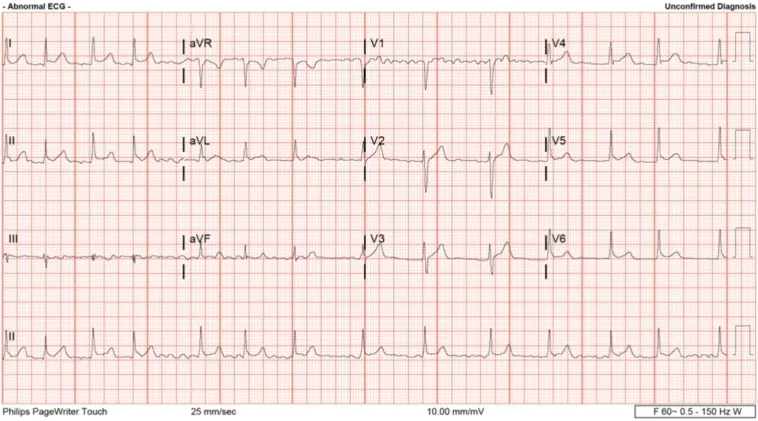 - Abnormal ECG -
Unconfirmed Diagnosis
I aVR V1 V4
II aVL V2 V5
III aVF V3 V6
II
Philips PageWriter Touch 25 mm/sec 10.00 mm/mV F 60~ 0.5 - 150 Hz W